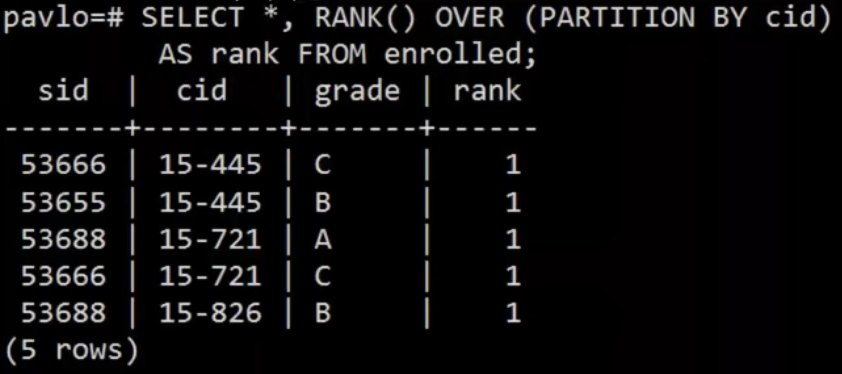 pavlo=# SELECT *, RANK() OVER (PARTITION BY cid)
AS rank FROM enrolled;
sid | cid | grade | rank
-------+--------+-------+------
53666 | 15-445 | C | 1
53655 | 15-445 | B | 1
53688 | 15-721 | A | 1
53666 | 15-721 | C | 1
53688 | 15-826 | B | 1
(5 rows)